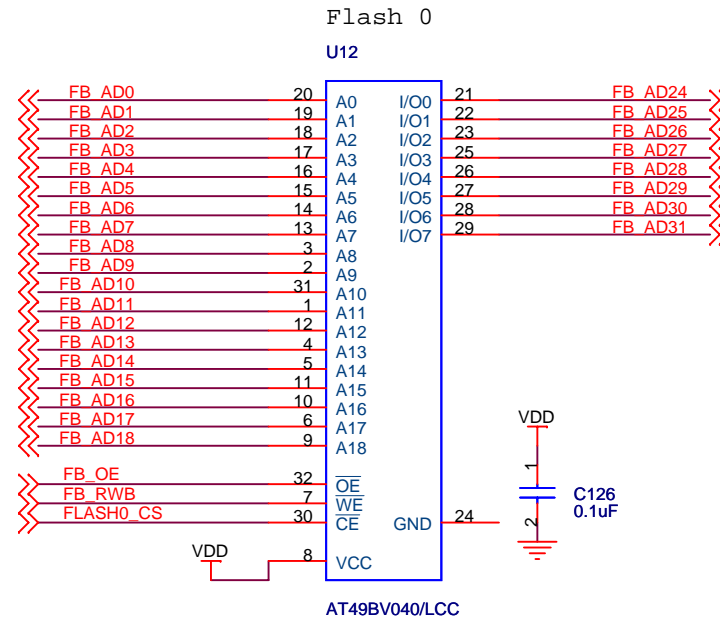 Flash 0
U12
FB_AD0 20 A0 I/O0 21 FB_AD24
FB_AD1 19 A1 I/O1 22 FB_AD25
FB_AD2 18 A2 I/O2 23 FB_AD26
FB_AD3 17 A3 I/O3 25 FB_AD27
FB_AD4 16 A4 I/O4 26 FB_AD28
FB_AD5 15 A5 I/O5 27 FB_AD29
FB_AD6 14 A6 I/O6 28 FB_AD30
FB_AD7 13 A7 I/O7 29 FB_AD31
FB_AD8 3 A8
FB_AD9 2 A9
FB_AD10 31 A10
FB_AD11 1 A11
FB_AD12 12 A12
FB_AD13 4 A13
FB_AD14 5 A14
FB_AD15 11 A15
FB_AD16 10 A16
FB_AD17 6 A17
FB_AD18 9 A18
FB_OE 32 OE
FB_RWB 7 WE
FLASH0_CS 30 CE GND 24
VDD 8 VCC
VDD
1
C126
0.1uF
2
AT49BV040/LCC